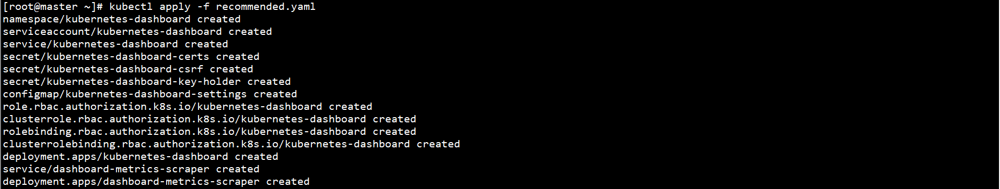 [root@master ~]# kubectl apply -f recommended.yaml
namespace/kubernetes-dashboard created
serviceaccount/kubernetes-dashboard created
service/kubernetes-dashboard created
secret/kubernetes-dashboard-certs created
secret/kubernetes-dashboard-csrf created
secret/kubernetes-dashboard-key-holder created
configmap/kubernetes-dashboard-settings created
role.rbac.authorization.k8s.io/kubernetes-dashboard created
clusterrole.rbac.authorization.k8s.io/kubernetes-dashboard created
rolebinding.rbac.authorization.k8s.io/kubernetes-dashboard created
clusterrolebinding.rbac.authorization.k8s.io/kubernetes-dashboard created
deployment.apps/kubernetes-dashboard created
service/dashboard-metrics-scraper created
deployment.apps/dashboard-metrics-scraper created